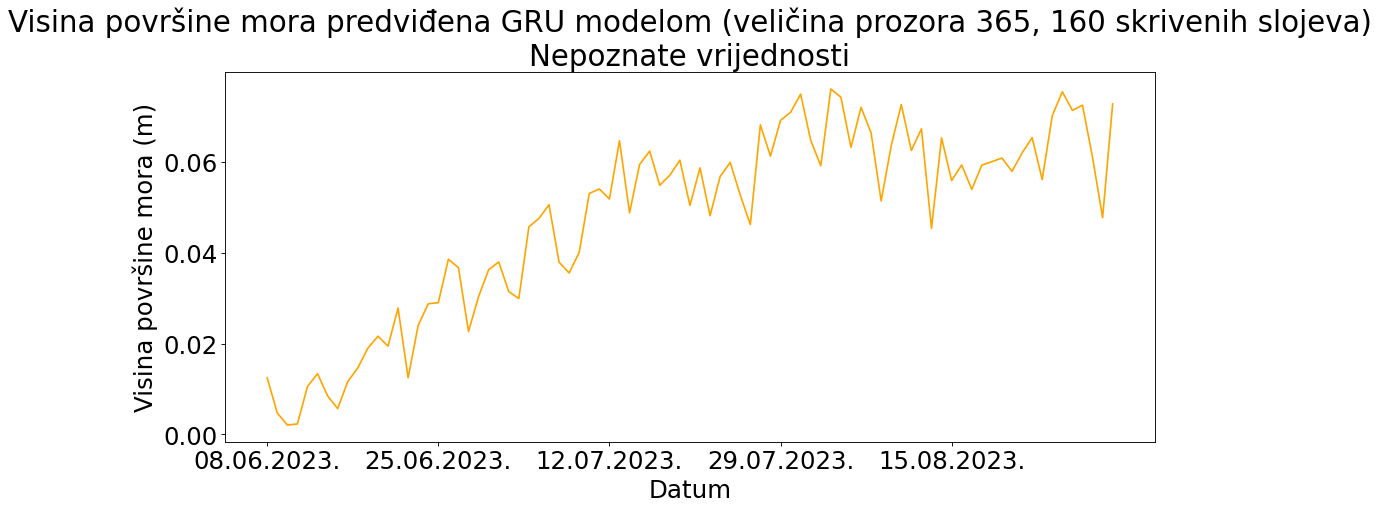 Visina površine mora predviđena GRU modelom (veličina prozora 365, 160 skrivenih slojeva)
Nepoznate vrijednosti
Visina površine mora (m)
0.06
0.04
0.02
0.00
08.06.2023. 25.06.2023. 12.07.2023. 29.07.2023. 15.08.2023.
Datum